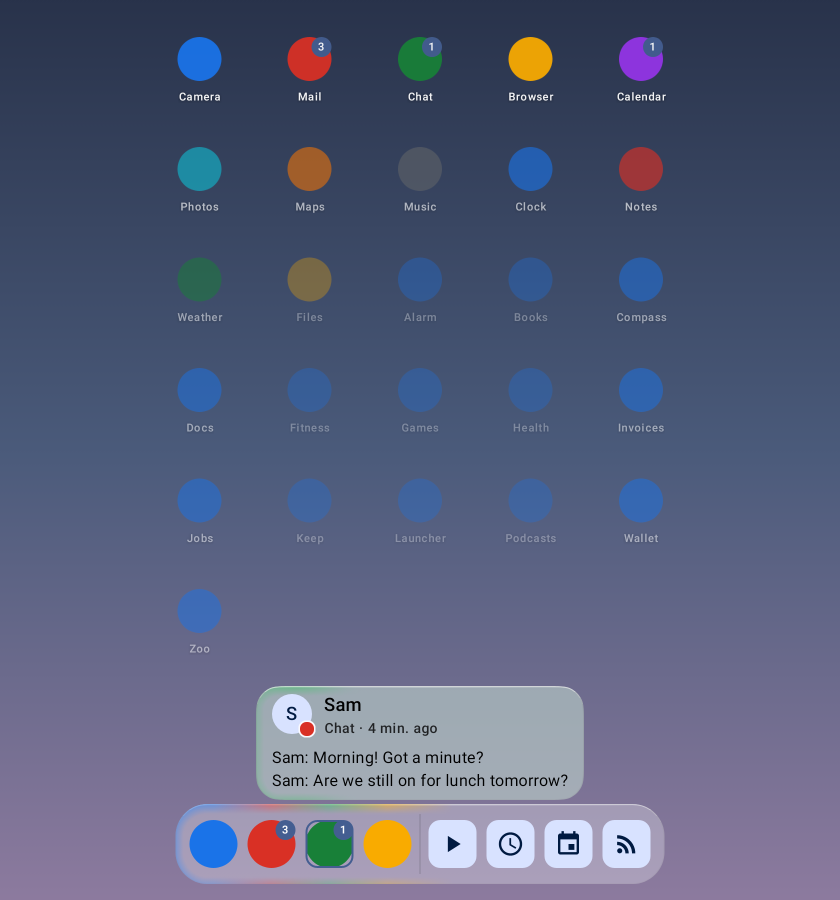 3
1
1
Camera
Mail
Chat
Browser
Calendar
Photos
Maps
Music
Clock
Notes
Weather
Files
Alarm
Books
Compass
Docs
Fitness
Games
Health
Invoices
Jobs
Keep
Launcher
Podcasts
Wallet
Zoo
S
Sam
Chat · 4 min. ago
Sam: Morning! Got a minute?
Sam: Are we still on for lunch tomorrow?
3
1